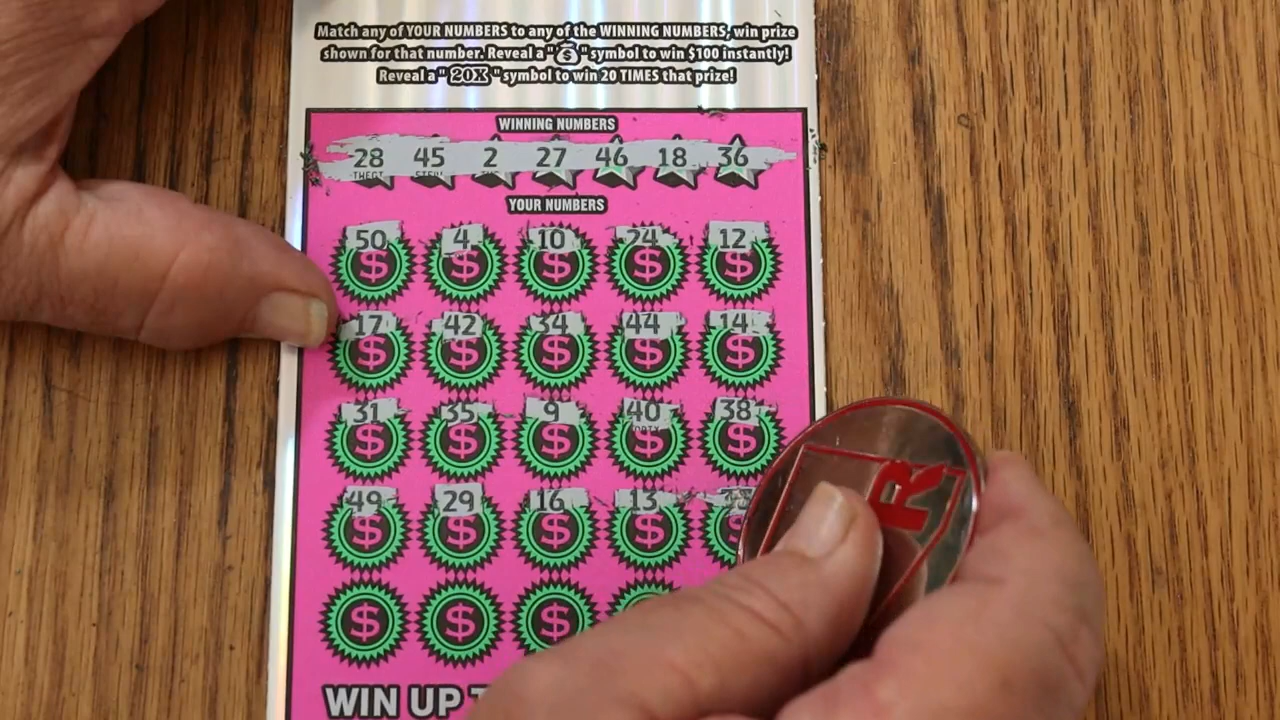 Match any of YOUR NUMBERS to any of the WINNING NUMBERS, win prize
shown for that number. Reveal a "$" symbol to win $100 instantly!
Reveal a "20X" symbol to win 20 TIMES that prize!
WINNING NUMBERS
28 45 2 27 46 18 36
YOUR NUMBERS
50 4 10 24 12
$ $ $ $ $
17 42 34 44 14
$ $ $ $ $
31 35 9 40 38
$ $ $ $ $
49 29 16 13
$ $ $ $ $
$ $ $
WIN UP
R